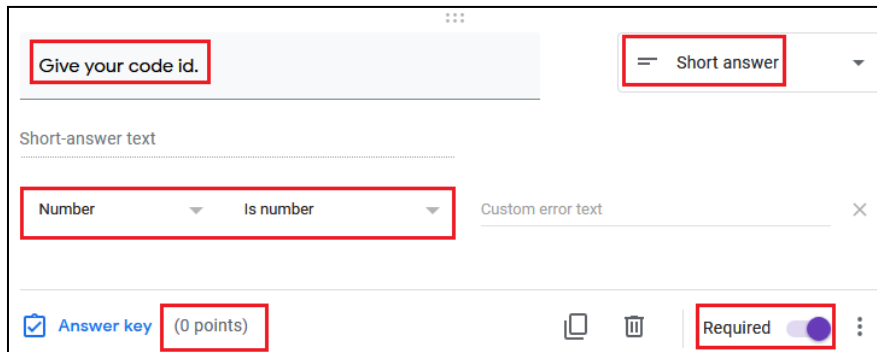 Give your code id.
Short answer
Short-answer text
Number Is number Custom error text
Answer key (0 points) Required